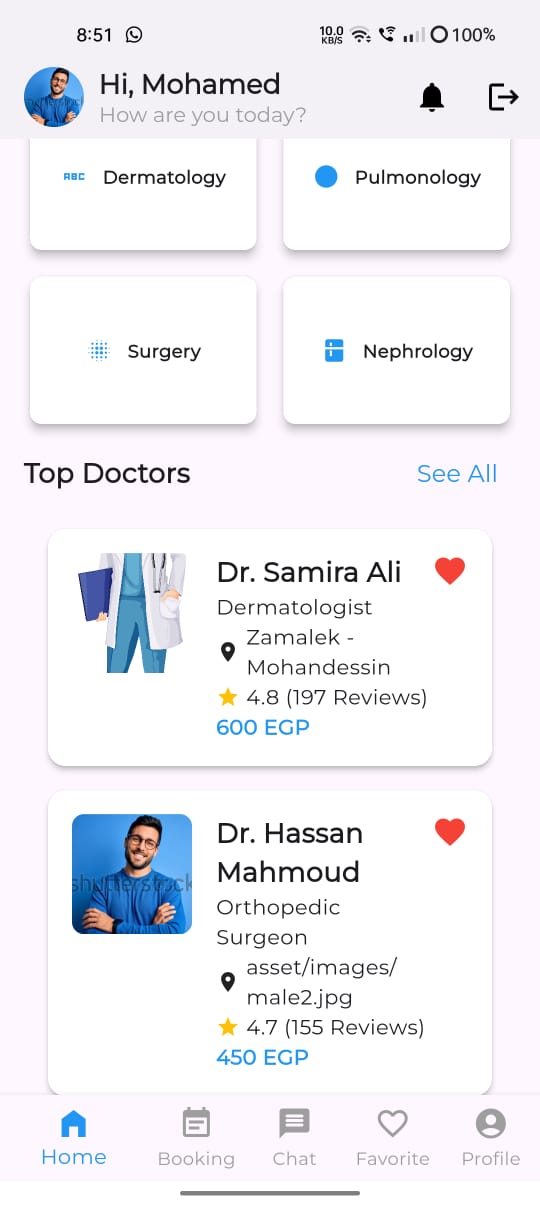 8:51
10.0
KB/S
100%
Hi, Mohamed
How are you today?
ABC
Dermatology
Pulmonology
Surgery
Nephrology
Top Doctors
See All
Dr. Samira Ali
Dermatologist
Zamalek -
Mohandessin
4.8 (197 Reviews)
600 EGP
shutterstock
Dr. Hassan
Mahmoud
Orthopedic
Surgeon
asset/images/
male2.jpg
4.7 (155 Reviews)
450 EGP
Home
Booking
Chat
Favorite
Profile